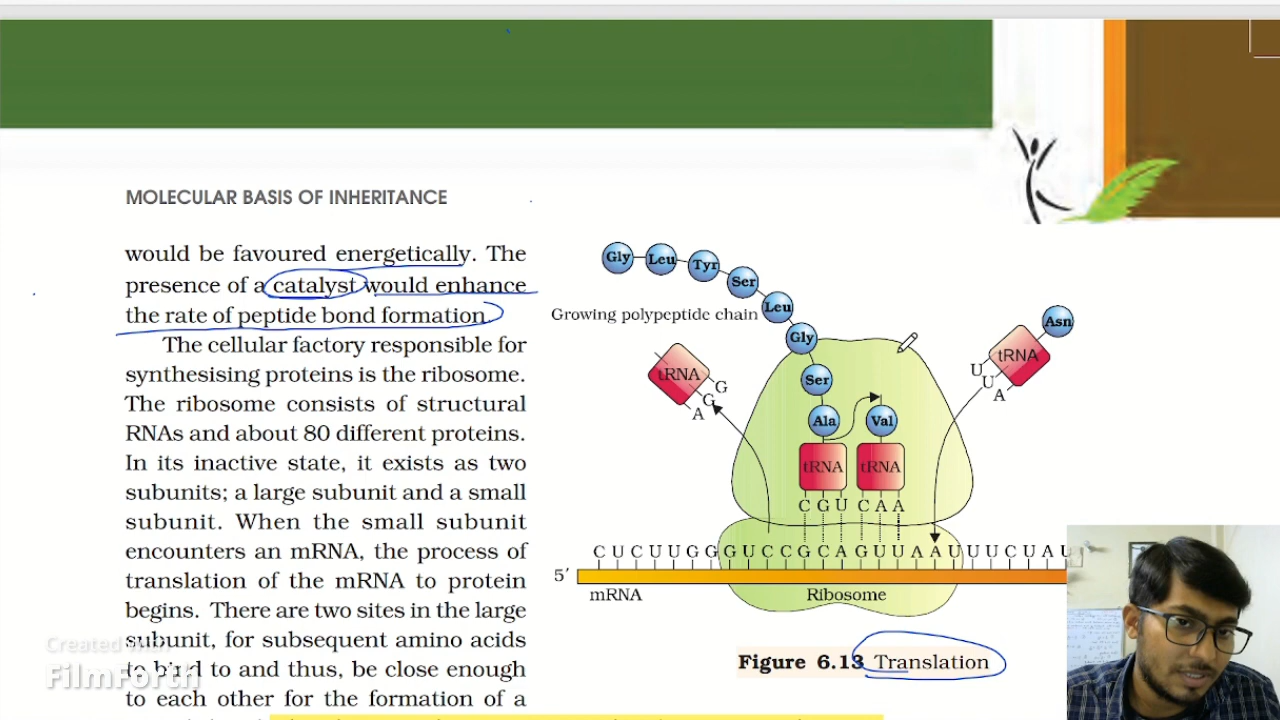 MOLECULAR BASIS OF INHERITANCE
would be favoured energetically. The
presence of a catalyst would enhance
the rate of peptide bond formation.
The cellular factory responsible for
synthesising proteins is the ribosome.
The ribosome consists of structural
RNAs and about 80 different proteins.
In its inactive state, it exists as two
subunits; a large subunit and a small
subunit. When the small subunit
encounters an mRNA, the process of
translation of the mRNA to protein
begins. There are two sites in the large
subunit, for subsequent amino acids
to bind to and thus, be close enough
to each other for the formation of a
Created with
FilmForth
Gly Leu Tyr Ser Leu Gly Ser Ala Val
Growing polypeptide chain
Asn
tRNA
A G G
tRNA
U U A
tRNA tRNA
C G U C A A
C U C U U G G G U C C G C A G U U A A U U U C U A U
5′
mRNA
Ribosome
Figure 6.13 Translation